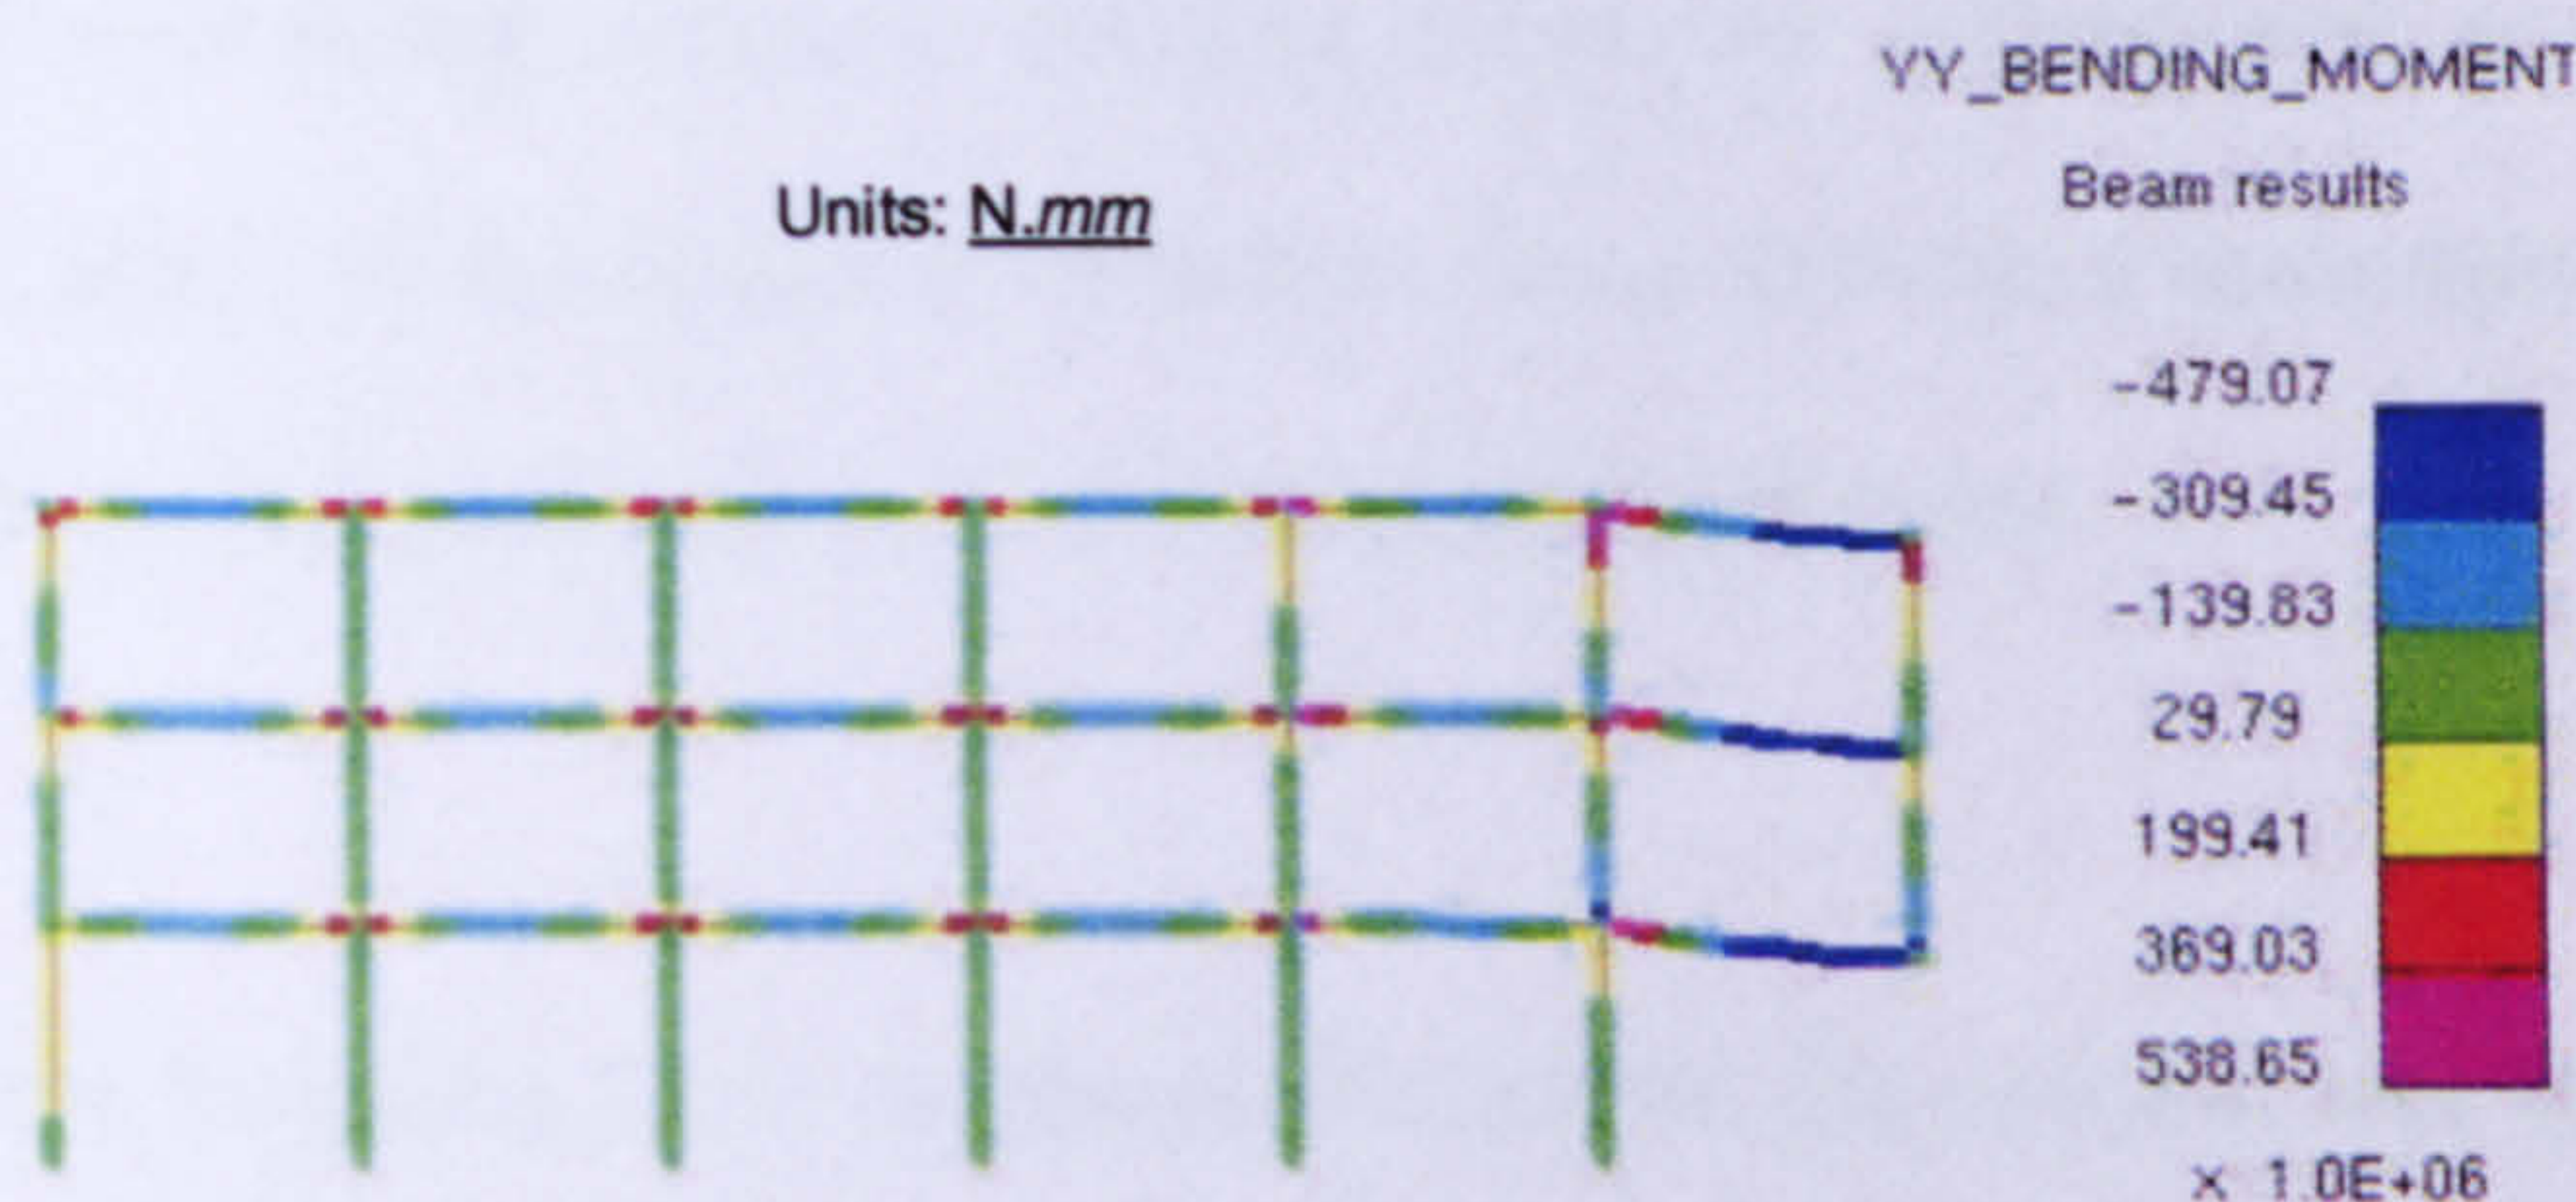 YY_BENDING_MOMENT
Beam results
Units: N.mm
-479.07
-309.45
-139.83
29.79
199.41
369.03
538.65
x 1.0E+06